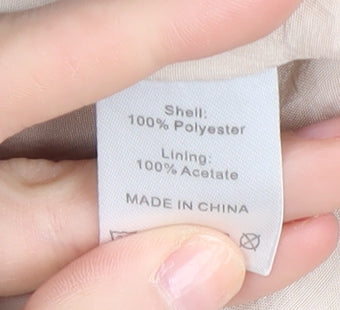 Shell:
100% Polyester
Lining:
100% Acetate
MADE IN CHINA